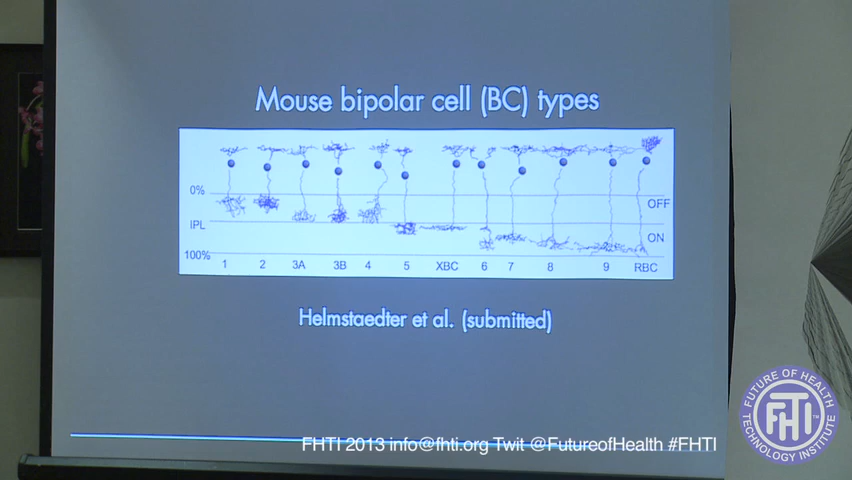 Mouse bipolar cell (BC) types
0%
OFF
IPL
ON
100%
1 2 3A 3B 4 5 XBC 6 7 8 9 RBC
Helmstaedter et al. (submitted)
FHTI 2013 info@fhti.org Twit @FutureofHealth #FHTI
FUTURE OF HEALTH
FHTI™
TECHNOLOGY INSTITUTE